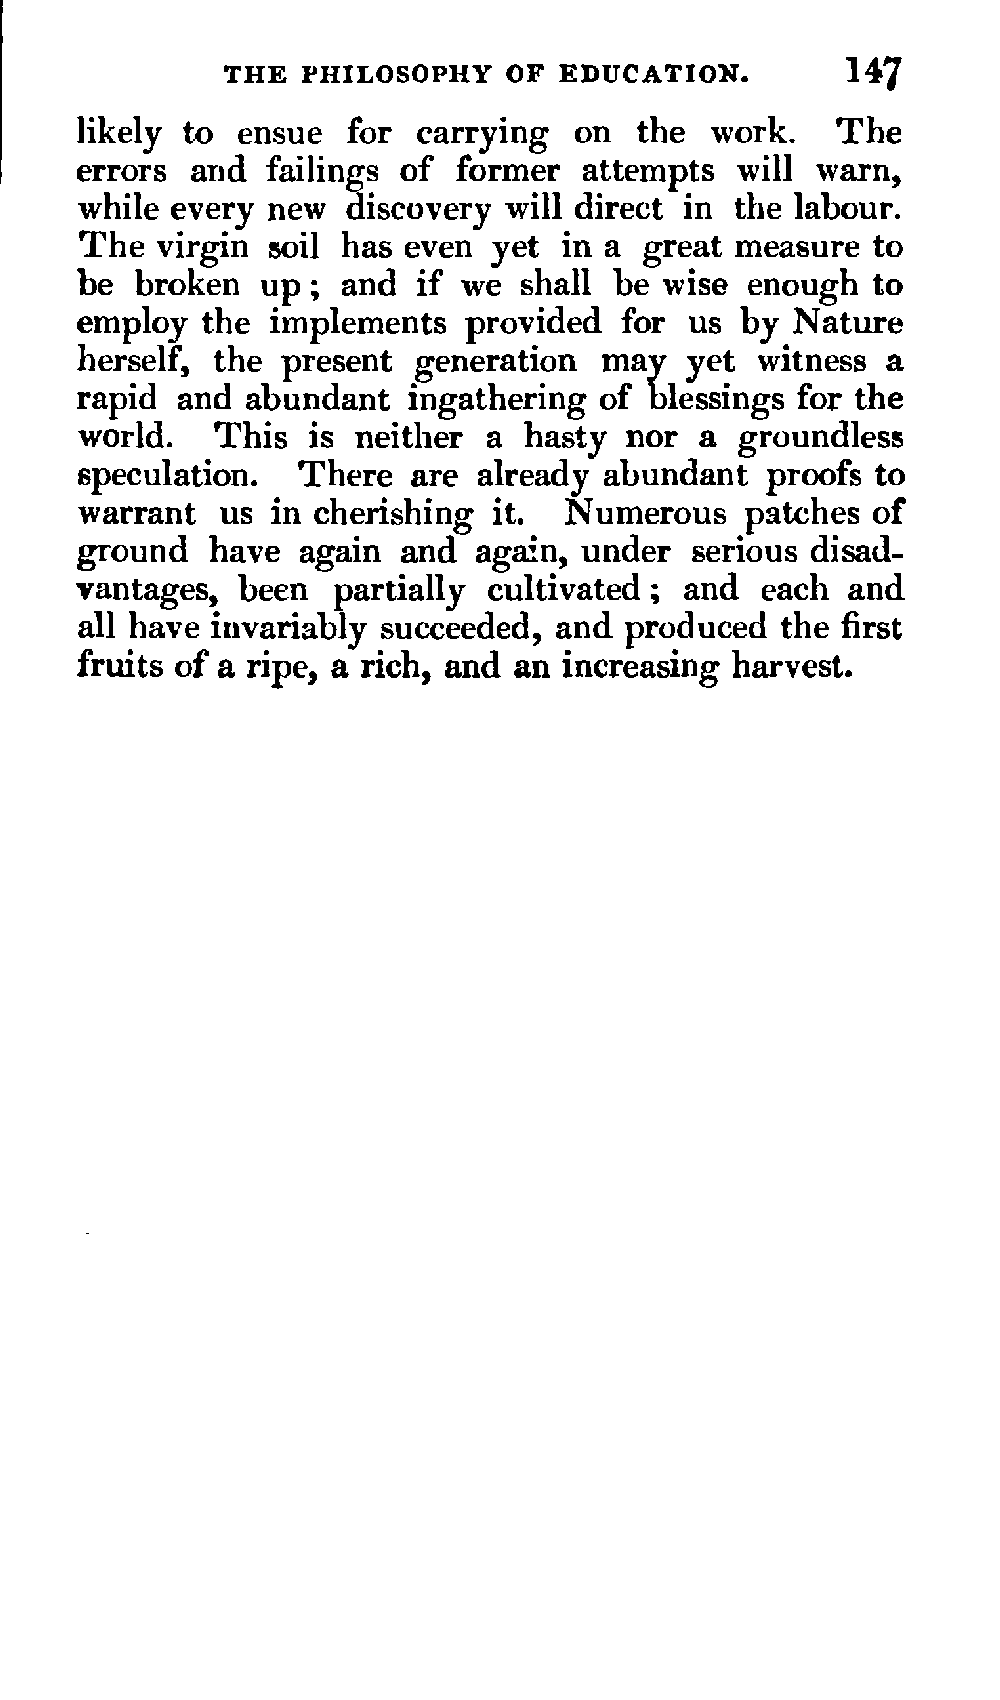 THE PHILOSOPHY OF EDUCATION. 147
likely to ensue for carrying on the work. The
errors and failings of former attempts will warn,
while every new discovery will direct in the labour.
The virgin soil has even yet in a great measure to
be broken up ; and if we shall be wise enough to
employ the implements provided for us by Nature
herself, the present generation may yet witness a
rapid and abundant ingathering of blessings for the
world. This is neither a hasty nor a groundless
speculation. There are already abundant proofs to
warrant us in cherishing it. Numerous patches of
ground have again and again, under serious disad-
vantages, been partially cultivated ; and each and
all have invariably succeeded, and produced the first
fruits of a ripe, a rich, and an increasing harvest.